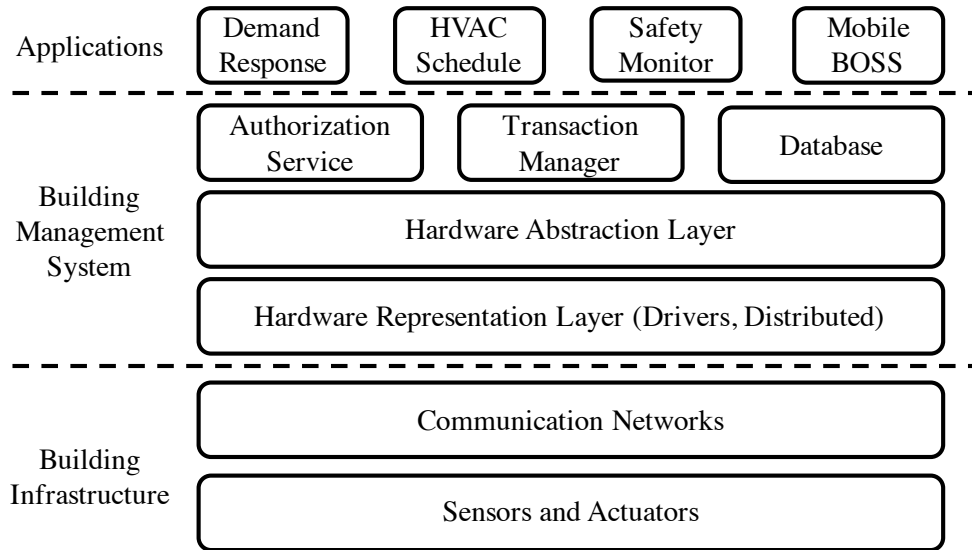 Applications
Demand
Response
HVAC
Schedule
Safety
Monitor
Mobile
BOSS
Building
Management
System
Authorization
Service
Transaction
Manager
Database
Hardware Abstraction Layer
Hardware Representation Layer (Drivers, Distributed)
Building
Infrastructure
Communication Networks
Sensors and Actuators